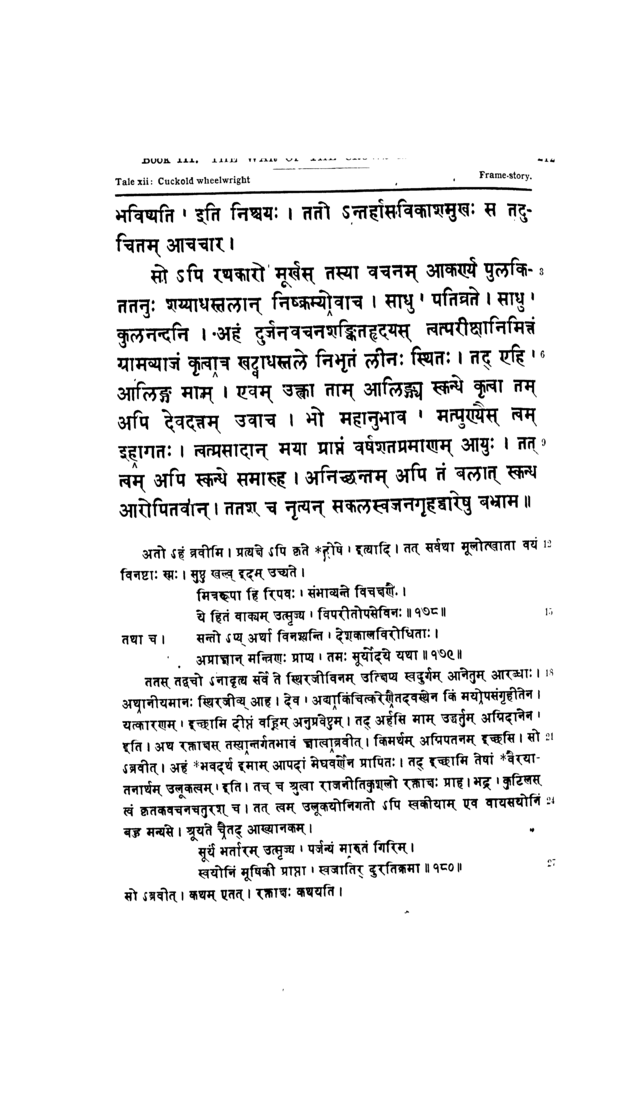 Tale xii: Cuckold wheelwright Frame-story.
भविष्यति ' इति निश्चयः । ततो ऽन्तर्हासविकाशमुखः स तदु-
चितम् आचचार ।
सो ऽपि रथकारो मूर्खस् तस्या वचनम् आकर्ण्य पुलकि- 3
ततनुः शय्याधस्तलान् निष्क्रम्योवाच । साधु ' पतिव्रते । साधु '
कुलनन्दनि । अहं दुर्जनवचनशङ्कितहृदयस् त्वत्परीक्षानिमित्तं
यामव्याजं कृत्वात्र खट्वाधस्तले निभृतं लीनः स्थितः । तद् एहि ' 6
आलिङ्ग माम् । एवम् उक्त्वा ताम् आलिङ्ग्य स्कन्धे कृत्वा तम्
अपि देवदत्तम् उवाच । भो महानुभाव ' मत्पुण्यैस् त्वम्
इहागतः । त्वत्प्रसादान् मया प्राप्तं वर्षशतप्रमाणम् आयुः । तत् 9
त्वम् अपि स्कन्धे समारुह । अनिच्छन्तम् अपि तं बलात् स्कन्ध
आरोपितवान् । ततश् च नृत्यन् सकलस्वजनगृहद्वारेषु बभ्राम ॥
अतो ऽहं ब्रवीमि । प्रत्यक्षे ऽपि कृते *दोषे ' इत्यादि । तत् सर्वथा मूलोत्खाता वयं 12
विनष्टाः स्मः । सुष्ठु खल्व् इदम् उच्यते ।
मित्ररूपा हि रिपवः ' संभाव्यन्ते विचक्षणैः ।
ये हितं वाक्यम् उत्सृज्य ' विपरीतोपसेविनः ॥ १७८ ॥ 15
तथा च । सन्तो ऽप्य् अर्था विनश्यन्ति ' देशकालविरोधिताः ।
अप्राज्ञान् मन्त्रिणः प्राप्य ' तमः सूर्योदये यथा ॥ १७९ ॥
ततस् तद्वचो ऽनादृत्य सर्वे ते स्थिरजीविनम् उत्क्षिप्य स्वदुर्गम् आनेतुम् आरब्धाः । 18
अथानीयमानः स्थिरजीव्य् आह । देव ' अद्याकिंचित्करेणैतदवस्थेन किं मयोपसंगृहीतेन ।
यत्कारणम् ' इच्छामि दीप्तं वह्निम् अनुप्रवेष्टुम् । तद् अर्हसि माम् उद्धर्तुम् अग्निदानेन '
इति । अथ रक्ताक्षस् तस्यान्तर्गतभावं ज्ञात्वाब्रवीत् । किमर्थम् अग्निपतनम् इच्छसि । सो 21
ऽब्रवीत् । अहं *भवदर्थ इमाम् आपदां मेघवर्णेन प्रापितः । तद् इच्छामि तेषां *वैरया-
तनार्थम् उलूकत्वम् ' इति । तच् च श्रुत्वा राजनीतिकुशलो रक्ताक्षः प्राह । भद्र ' कुटिलस्
त्वं कृतकवचनचतुरश् च । तत् त्वम् उलूकयोनिगतो ऽपि स्वकीयाम् एव वायसयोनिं 24
बहु मन्यसे । श्रूयते चैतद् आख्यानकम् ।
सूर्यं भर्तारम् उत्सृज्य ' पर्जन्यं मारुतं गिरिम् ।
स्वयोनिं मूषिकी प्राप्ता ' स्वजातिर् दुरतिक्रमा ॥ १८० ॥ 27
सो ऽब्रवीत् । कथम् एतत् । रक्ताक्षः कथयति ।